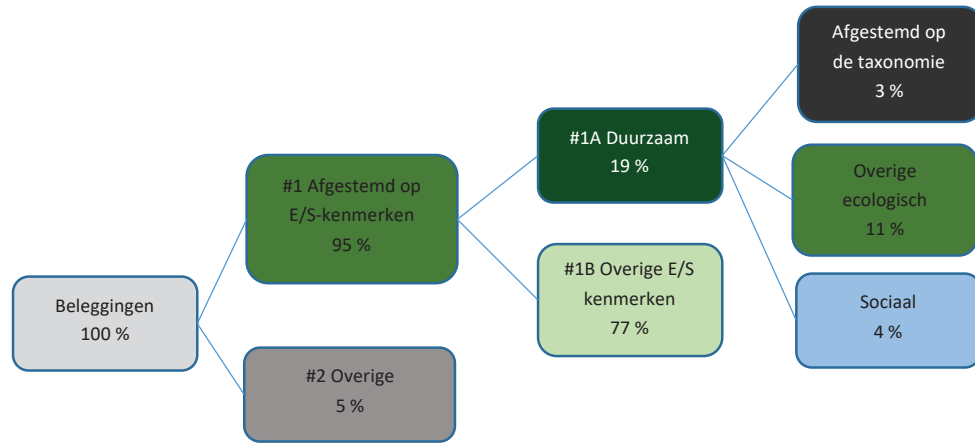 Beleggingen
100 %
#1 Afgestemd op
E/S-kenmerken
95 %
#2 Overige
5 %
#1A Duurzaam
19 %
#1B Overige E/S
kenmerken
77 %
Afgestemd op
de taxonomie
3 %
Overige
ecologisch
11 %
Sociaal
4 %